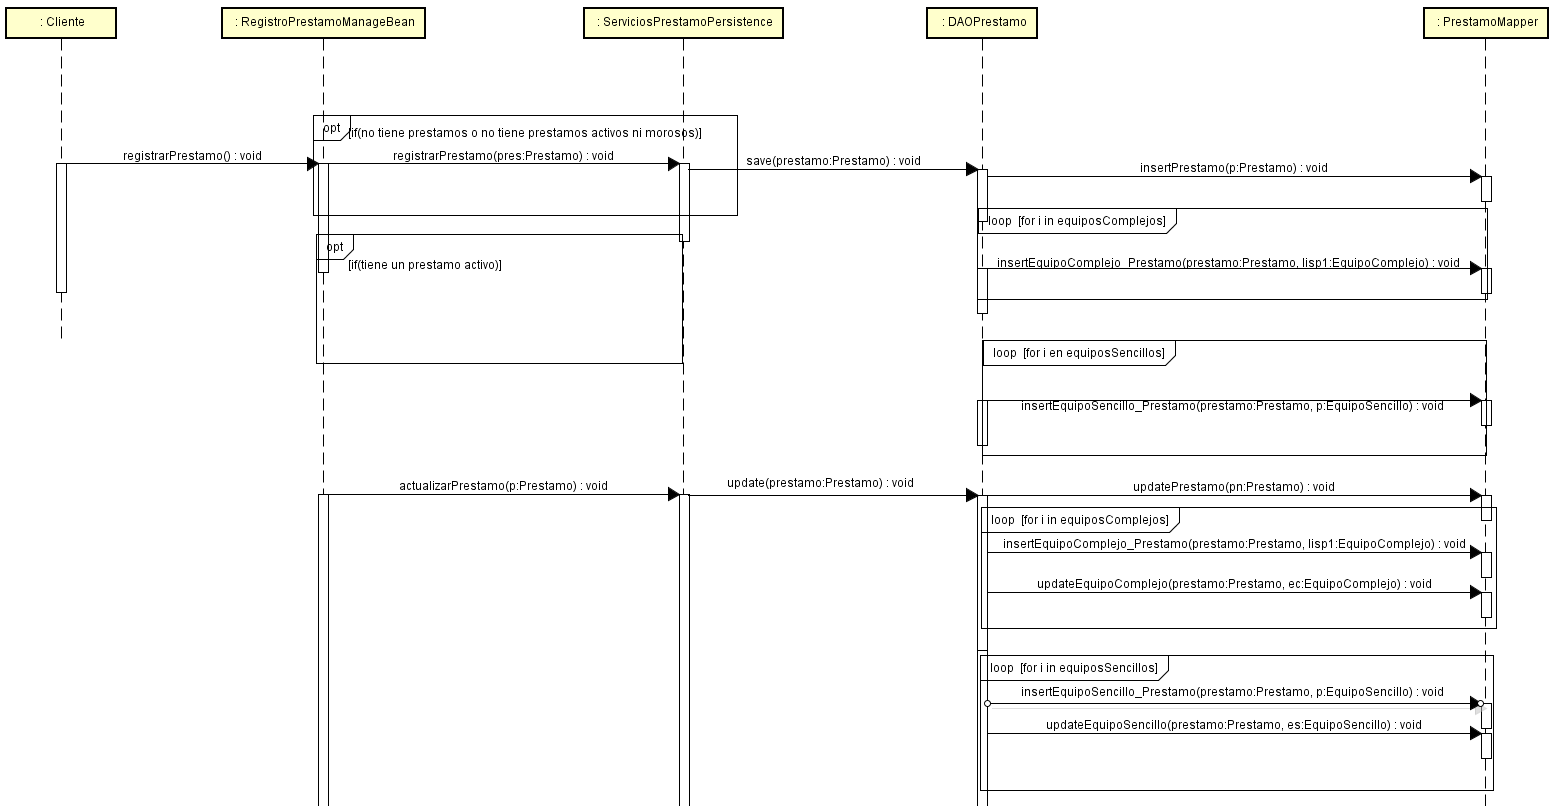 : Cliente
: RegistroPrestamoManageBean
: ServiciosPrestamoPersistence
: DAOPrestamo
: PrestamoMapper
opt
[if(no tiene prestamos o no tiene prestamos activos ni morosos)]
registrarPrestamo() : void
registrarPrestamo(pres:Prestamo) : void
save(prestamo:Prestamo) : void
insertPrestamo(p:Prestamo) : void
loop [for i in equiposComplejos]
opt
[if(tiene un prestamo activo)]
insertEquipoComplejo_Prestamo(prestamo:Prestamo, lisp1:EquipoComplejo) : void
loop [for i en equiposSencillos]
insertEquipoSencillo_Prestamo(prestamo:Prestamo, p:EquipoSencillo) : void
actualizarPrestamo(p:Prestamo) : void
update(prestamo:Prestamo) : void
updatePrestamo(pn:Prestamo) : void
loop [for i in equiposComplejos]
insertEquipoComplejo_Prestamo(prestamo:Prestamo, lisp1:EquipoComplejo) : void
updateEquipoComplejo(prestamo:Prestamo, ec:EquipoComplejo) : void
loop [for i in equiposSencillos]
insertEquipoSencillo_Prestamo(prestamo:Prestamo, p:EquipoSencillo) : void
updateEquipoSencillo(prestamo:Prestamo, es:EquipoSencillo) : void